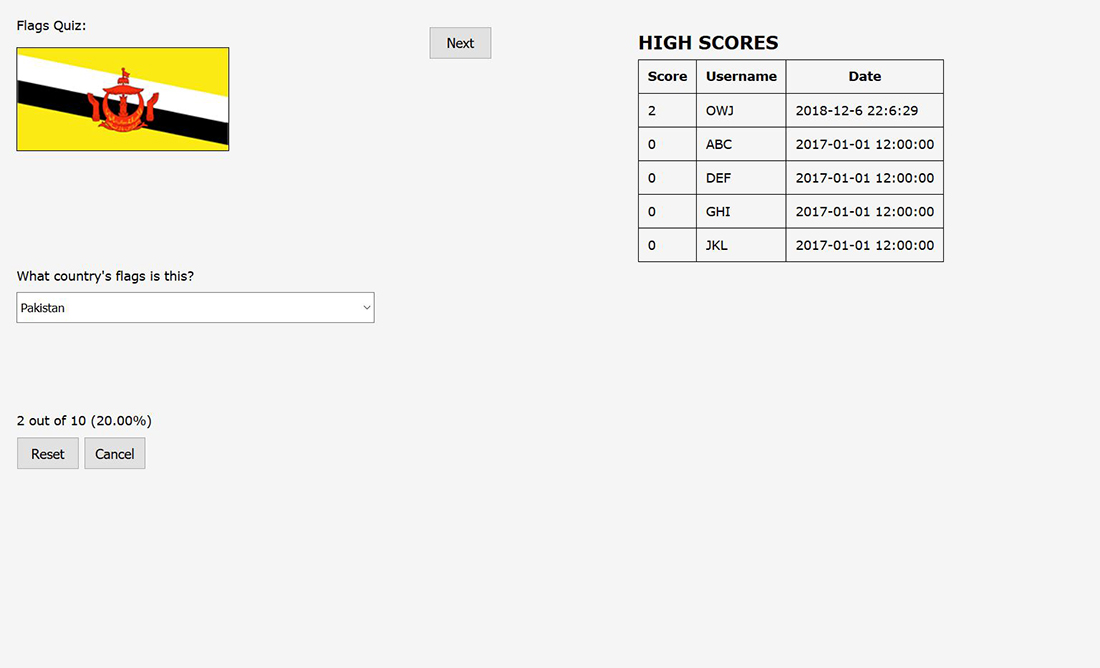 Flags Quiz:
Next
What country's flags is this?
Pakistan
2 out of 10 (20.00%)
Reset Cancel
HIGH SCORES
Score Username Date
2 OWJ 2018-12-6 22:6:29
0 ABC 2017-01-01 12:00:00
0 DEF 2017-01-01 12:00:00
0 GHI 2017-01-01 12:00:00
0 JKL 2017-01-01 12:00:00